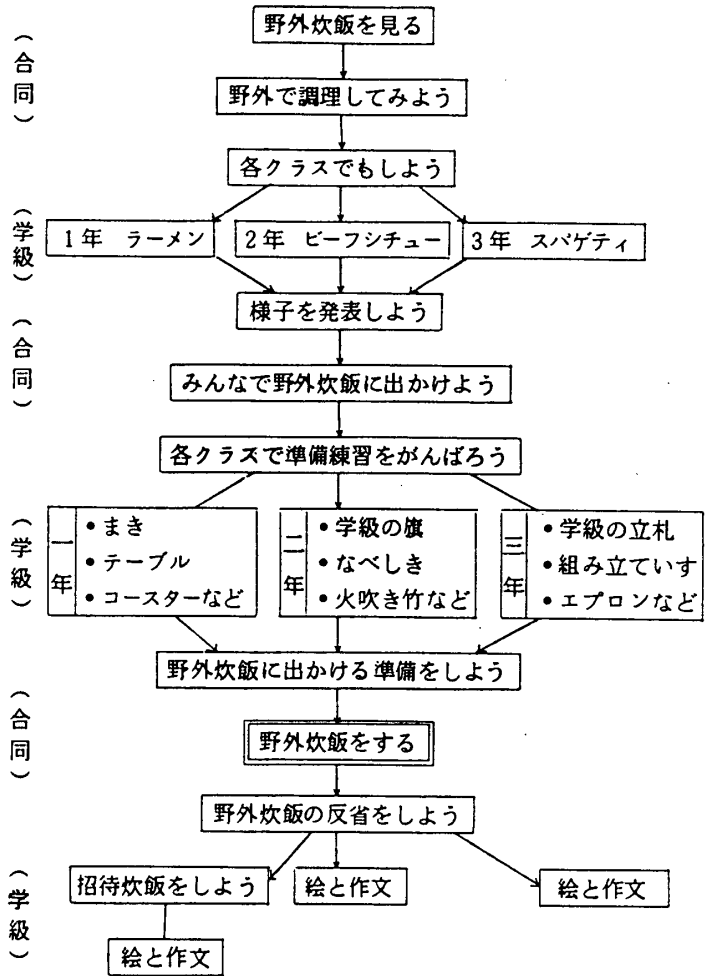 (合同)
野外炊飯を見る
野外で調理してみよう
各クラスでもしよう
(学級)
1年 ラーメン
2年 ビーフシチュー
3年 スパゲティ
(合同)
様子を発表しよう
みんなで野外炊飯に出かけよう
各クラスで準備練習をがんばろう
(学級)
一年
•まき
•テーブル
•コースターなど
二年
•学級の旗
•なべしき
•火吹き竹など
三年
•学級の立札
•組み立ていす
•エプロンなど
野外炊飯に出かける準備をしよう
(合同)
野外炊飯をする
野外炊飯の反省をしよう
(学級)
招待炊飯をしよう
絵と作文
絵と作文
絵と作文